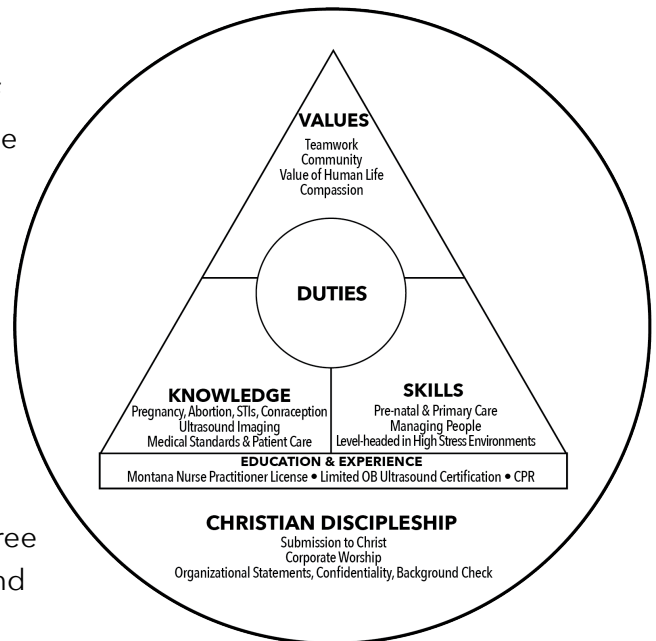 e
VALUES
Teamwork
Community
Value of Human Life
Compassion
DUTIES
KNOWLEDGE
Pregnancy, Abortion, STIs, Conraception
Ultrasound Imaging
Medical Standards & Patient Care
SKILLS
Pre-natal & Primary Care
Managing People
Level-headed in High Stress Environments
EDUCATION & EXPERIENCE
Montana Nurse Practitioner License • Limited OB Ultrasound Certification • CPR
CHRISTIAN DISCIPLESHIP
Submission to Christ
Corporate Worship
Organizational Statements, Confidentiality, Background Check
ree
nd